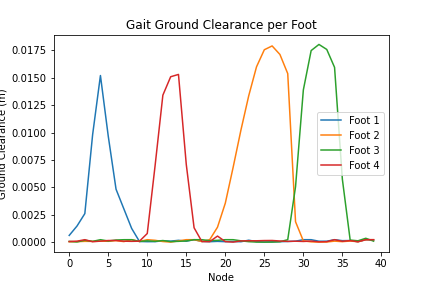 Gait Ground Clearance per Foot
Ground Clearance (m)
0.0175
0.0150
0.0125
0.0100
0.0075
0.0050
0.0025
0.0000
Foot 1
Foot 2
Foot 3
Foot 4
0 5 10 15 20 25 30 35 40
Node